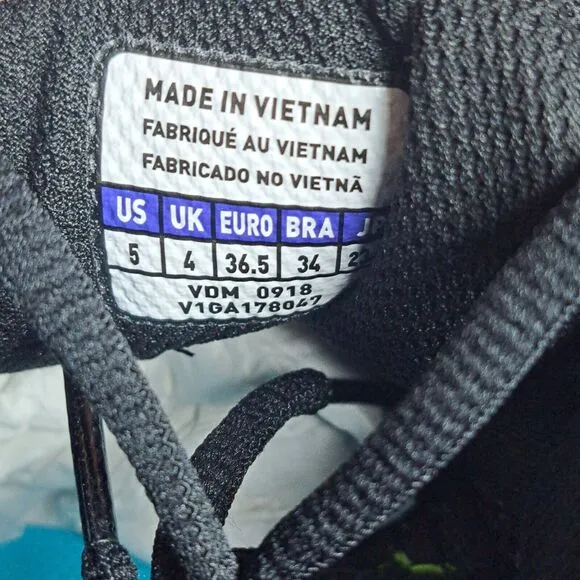 MADE IN VIETNAM
FABRIQUÉ AU VIETNAM
FABRICADO NO VIETNÃ
US UK EURO BRA
5 4 36.5 34
VDM 0918
V1GA178047